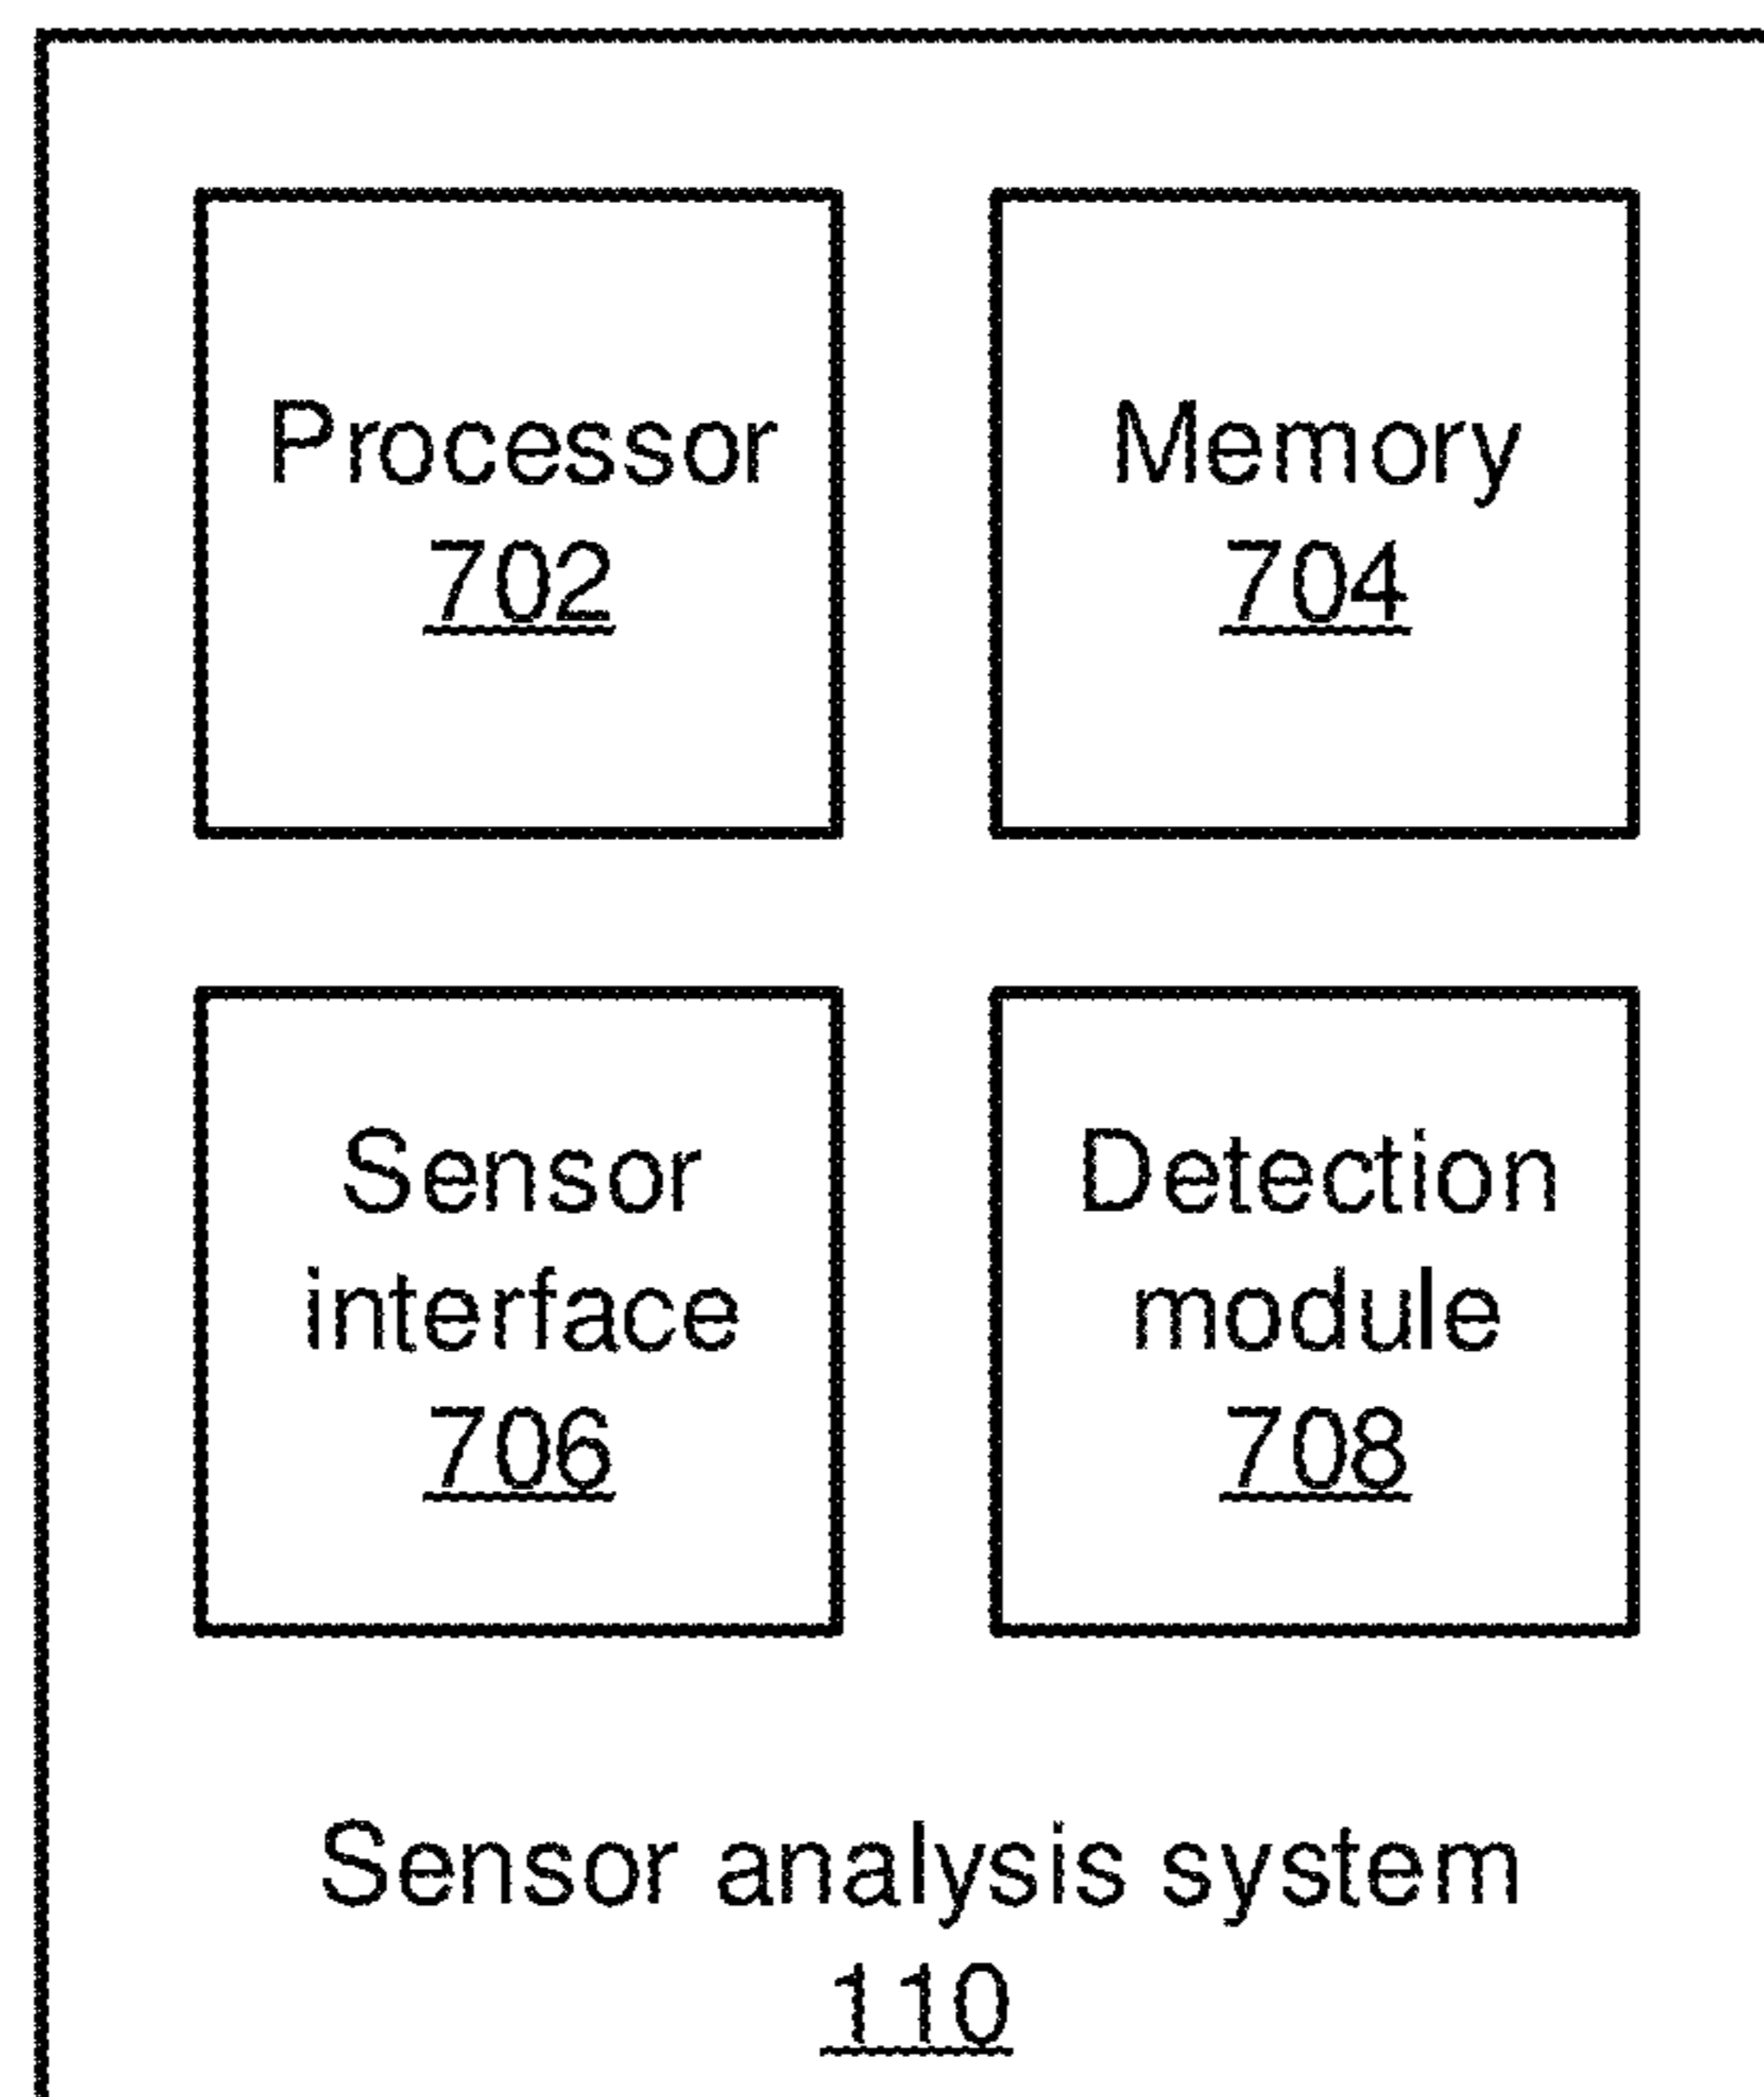 Processor
702
Memory
704
Sensor
interface
706
Detection
module
708
Sensor analysis system
110